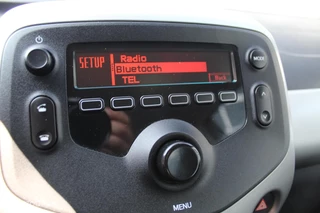 SETUP
Radio
Bluetooth
TEL
Back
MODE
MENU